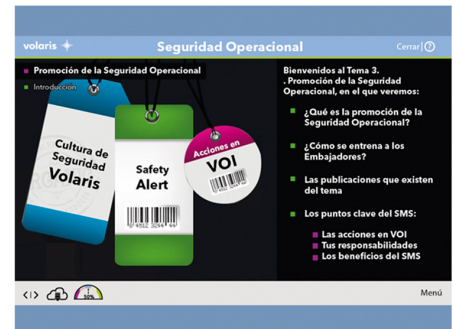 volaris
Seguridad Operacional
Cerrar|?
Promoción de la Seguridad Operacional
Introducción
Cultura de
Seguridad
Volaris
Safety
Alert
Acciones en
VOI
Bienvenidos al Tema 3.
. Promoción de la Seguridad
Operacional, en el que veremos:
¿Qué es la promoción de la
Seguridad Operacional?
¿Cómo se entrena a los
Embajadores?
Las publicaciones que existen
del tema
Los puntos clave del SMS:
Las acciones en VOI
Tus responsabilidades
Los beneficios del SMS
50%
Menú